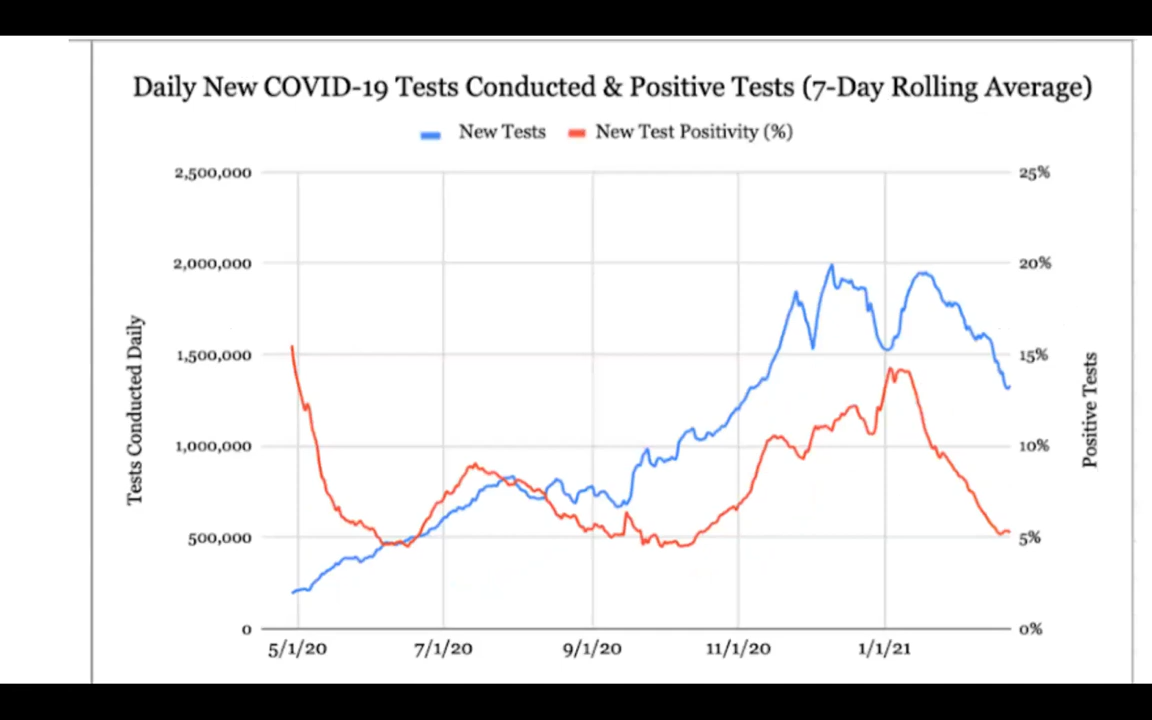 Daily New COVID-19 Tests Conducted & Positive Tests (7-Day Rolling Average)
New Tests New Test Positivity (%)
2,500,000 25%
2,000,000 20%
1,500,000 15%
1,000,000 10%
500,000 5%
0 0%
Tests Conducted Daily
Positive Tests
5/1/20 7/1/20 9/1/20 11/1/20 1/1/21